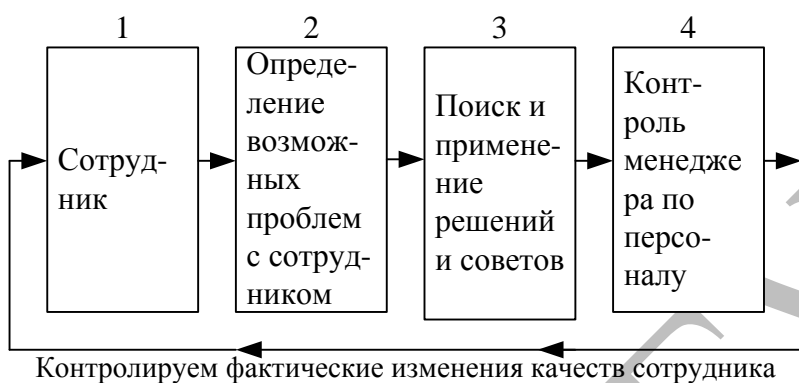 1 2 3 4
Сотруд-
ник
Опреде-
ление
возмож-
ных
проблем
с сотруд-
ником
Поиск и
примене-
ние
решений
и советов
Конт-
роль
менедже
ра по
персо-
налу
Контролируем фактические изменения качеств сотрудника